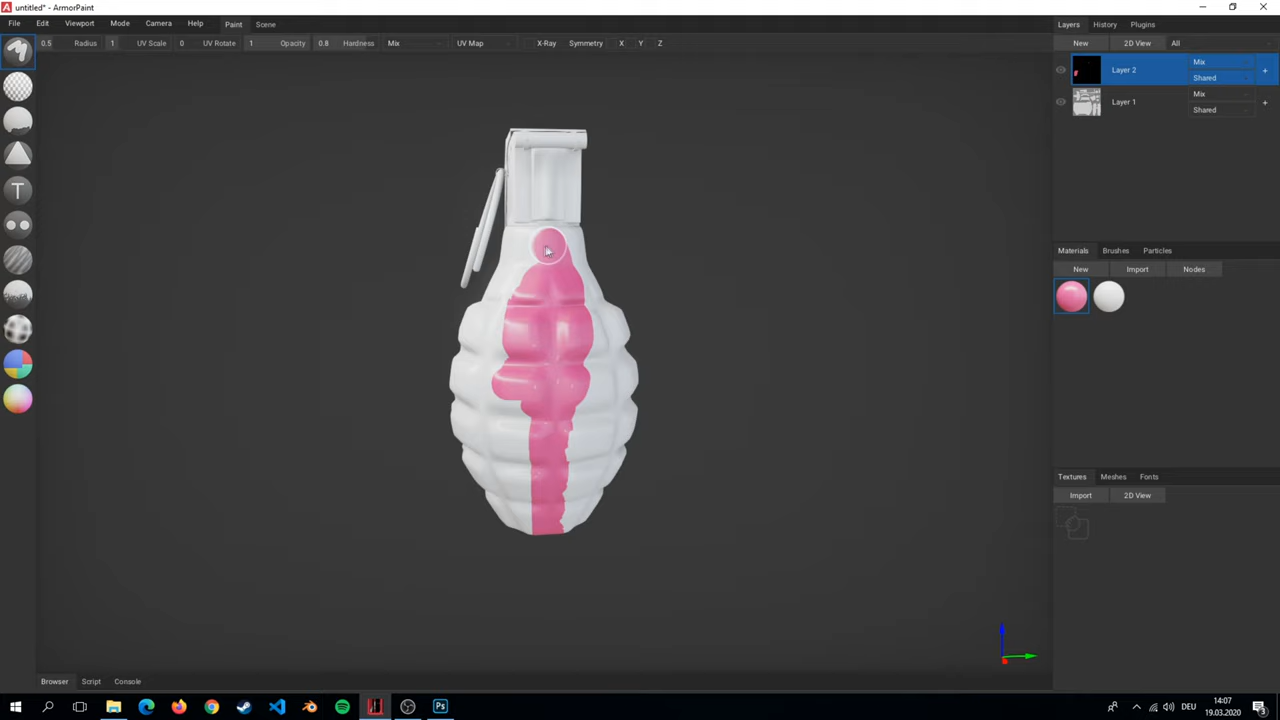 untitled* - ArmorPaint
File Edit Viewport Mode Camera Help Paint Scene
Layers History Plugins
0.5 Radius 1 UV Scale 0 UV Rotate 1 Opacity 0.8 Hardness Mix UV Map X-Ray Symmetry X Y Z
New 2D View All
Layer 2 Mix
Shared +
Layer 1 Mix
Shared +
Materials Brushes Particles
New Import Nodes
Textures Meshes Fonts
Import 2D View
T
Browser Script Console
Ps
DEU
14:07
19.03.2020
3